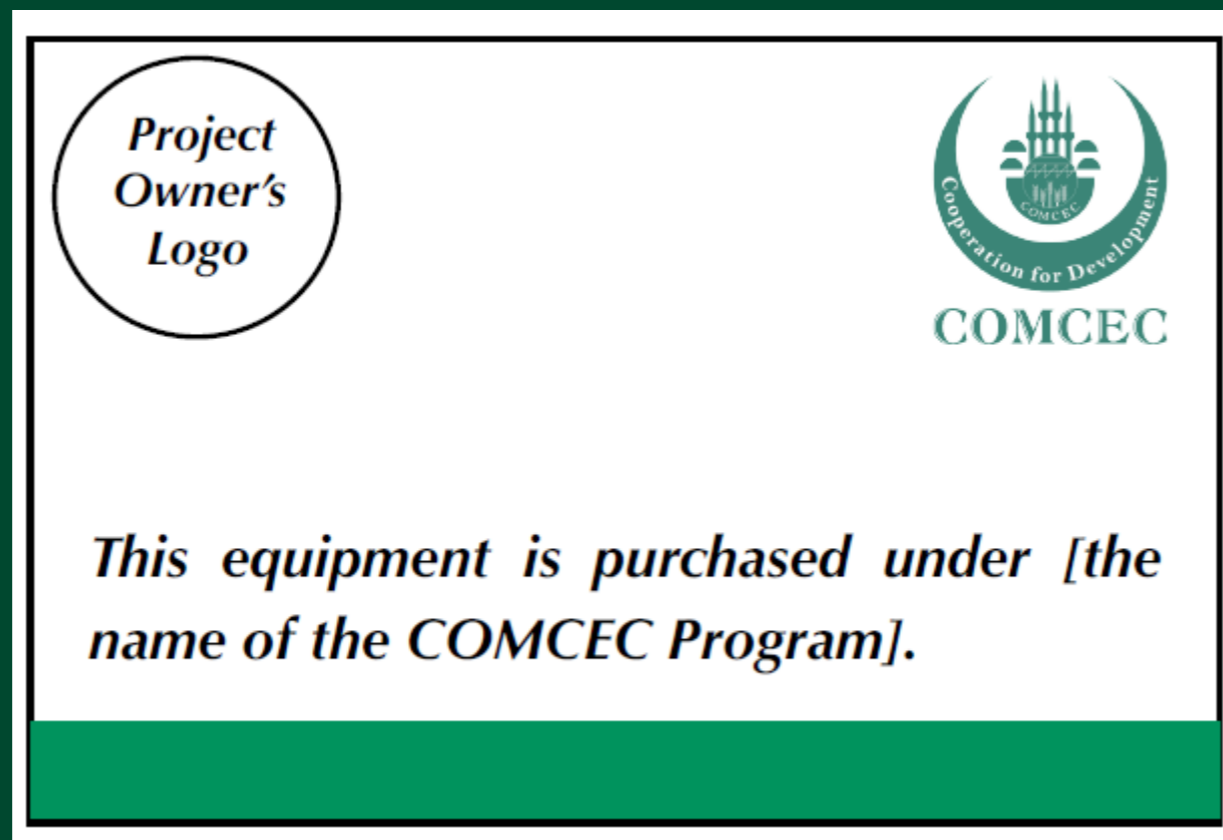 Project
Owner's
Logo
COMCEC
Cooperation for Development
COMCEC
This equipment is purchased under [the
name of the COMCEC Program].